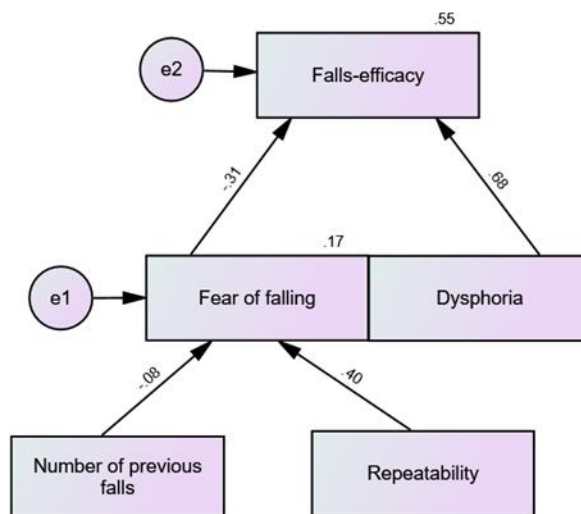 .55
e2
Falls-efficacy
-.31
.68
.17
e1
Fear of falling
Dysphoria
-.08
.40
Number of previous
falls
Repeatability